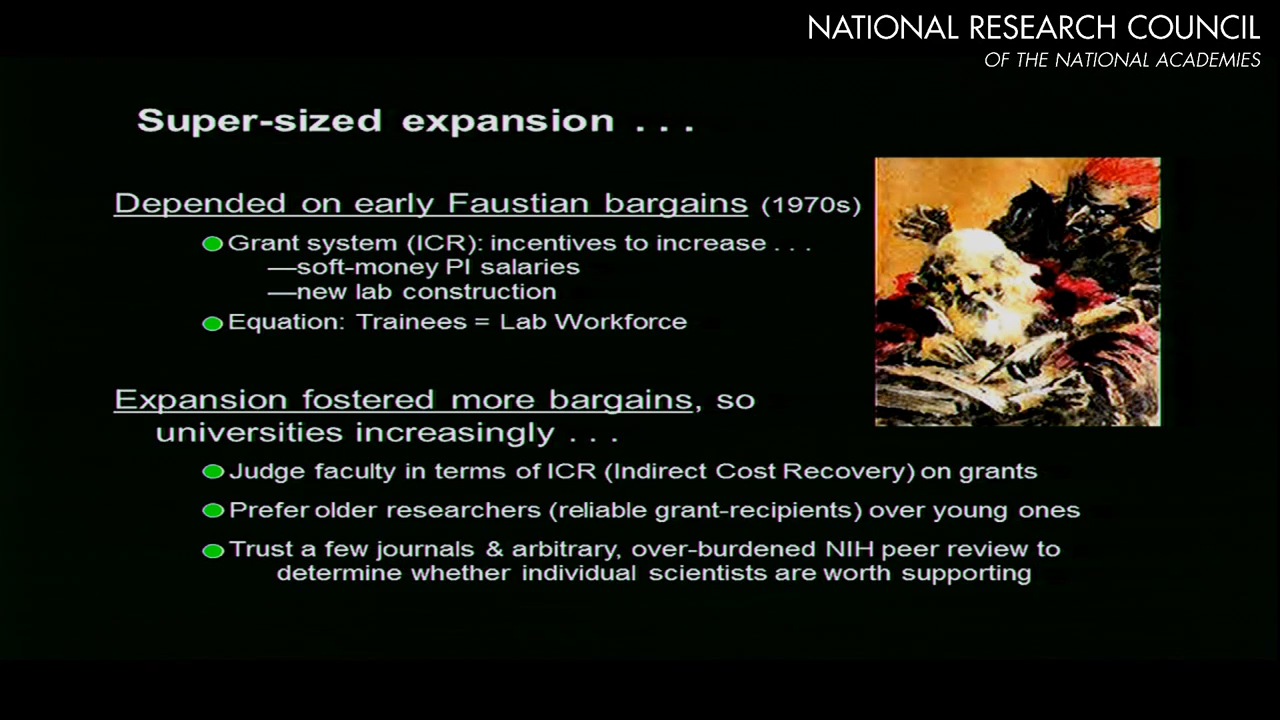 NATIONAL RESEARCH COUNCIL
OF THE NATIONAL ACADEMIES
Super-sized expansion . . .
Depended on early Faustian bargains (1970s)
Grant system (ICR): incentives to increase . . .
—soft-money PI salaries
—new lab construction
Equation: Trainees = Lab Workforce
Expansion fostered more bargains, so
universities increasingly . . .
Judge faculty in terms of ICR (Indirect Cost Recovery) on grants
Prefer older researchers (reliable grant-recipients) over young ones
Trust a few journals & arbitrary, over-burdened NIH peer review to
determine whether individual scientists are worth supporting